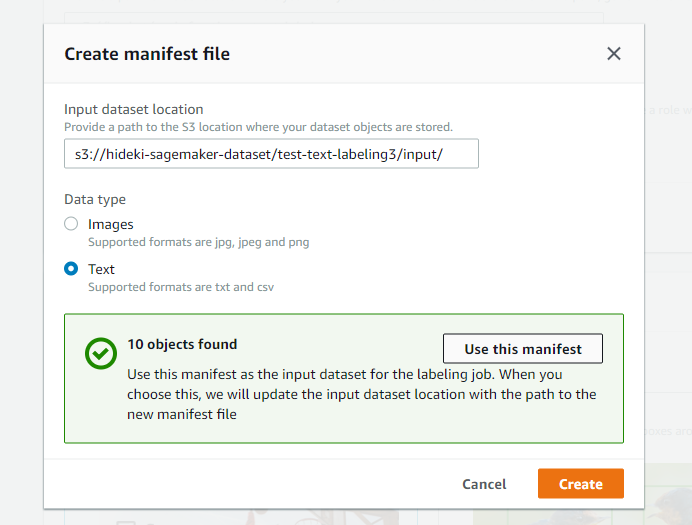 Create manifest file
Input dataset location
Provide a path to the S3 location where your dataset objects are stored.
s3://hideki-sagemaker-dataset/test-text-labeling3/input/
Data type
Images
Supported formats are jpg, jpeg and png
Text
Supported formats are txt and csv
10 objects found
Use this manifest
Use this manifest as the input dataset for the labeling job. When you
choose this, we will update the input dataset location with the path to the
new manifest file
Cancel
Create
a role w